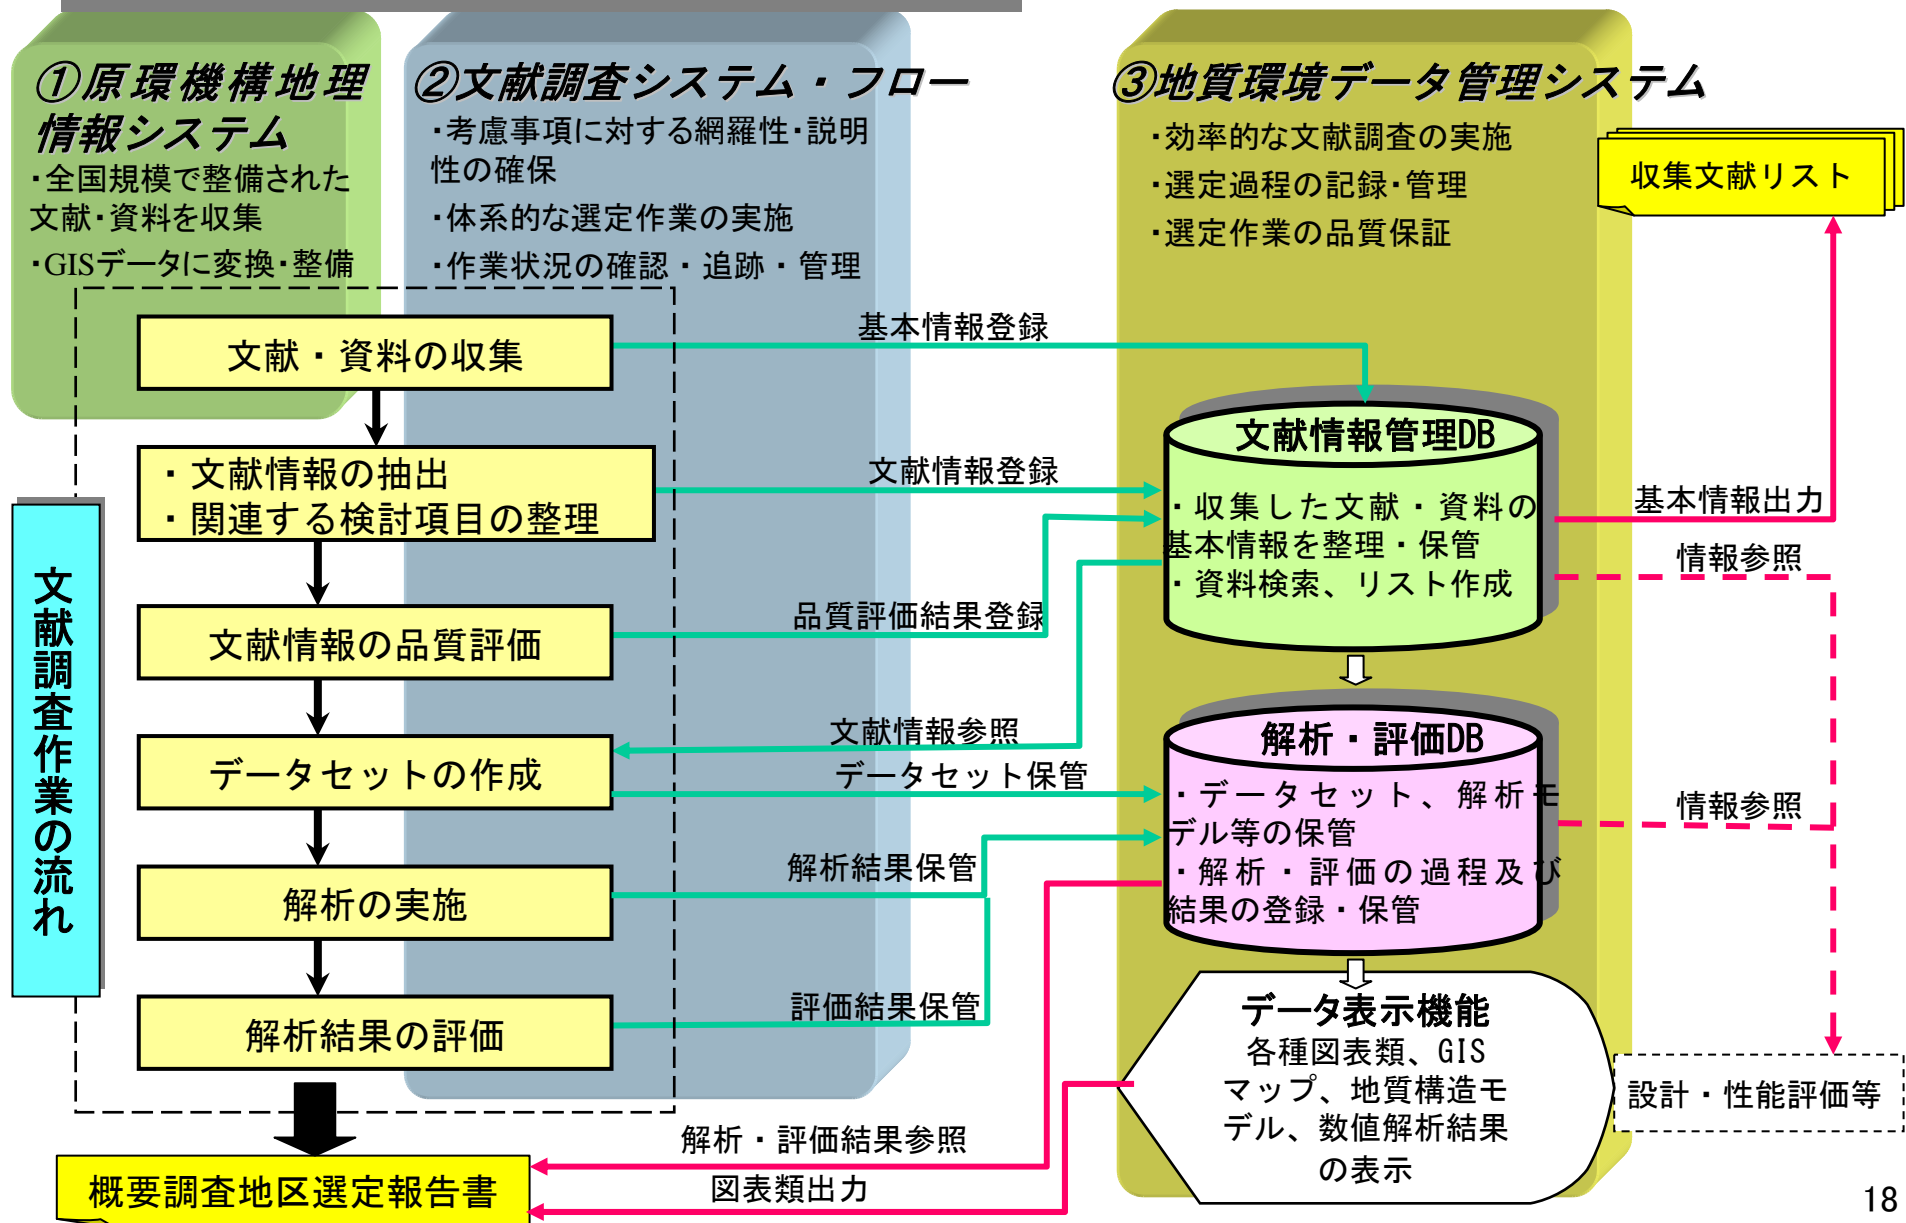 ①原環機構地理
情報システム
・全国規模で整備された
文献・資料を収集
・GISデータに変換・整備
②文献調査システム・フロー
・考慮事項に対する網羅性・説明
性の確保
・体系的な選定作業の実施
・作業状況の確認・追跡・管理
③地質環境データ管理システム
・効率的な文献調査の実施
・選定過程の記録・管理
・選定作業の品質保証
収集文献リスト
文献調査作業の流れ
文献・資料の収集
・文献情報の抽出
・関連する検討項目の整理
文献情報の品質評価
データセットの作成
解析の実施
解析結果の評価
概要調査地区選定報告書
基本情報登録
文献情報登録
品質評価結果登録
文献情報参照
データセット保管
解析結果保管
評価結果保管
解析・評価結果参照
図表類出力
文献情報管理DB
・収集した文献・資料の
基本情報を整理・保管
・資料検索、リスト作成
解析・評価DB
・データセット、解析モ
デル等の保管
・解析・評価の過程及び
結果の登録・保管
データ表示機能
各種図表類、GIS
マップ、地質構造モ
デル、数値解析結果
の表示
基本情報出力
情報参照
情報参照
設計・性能評価等
18